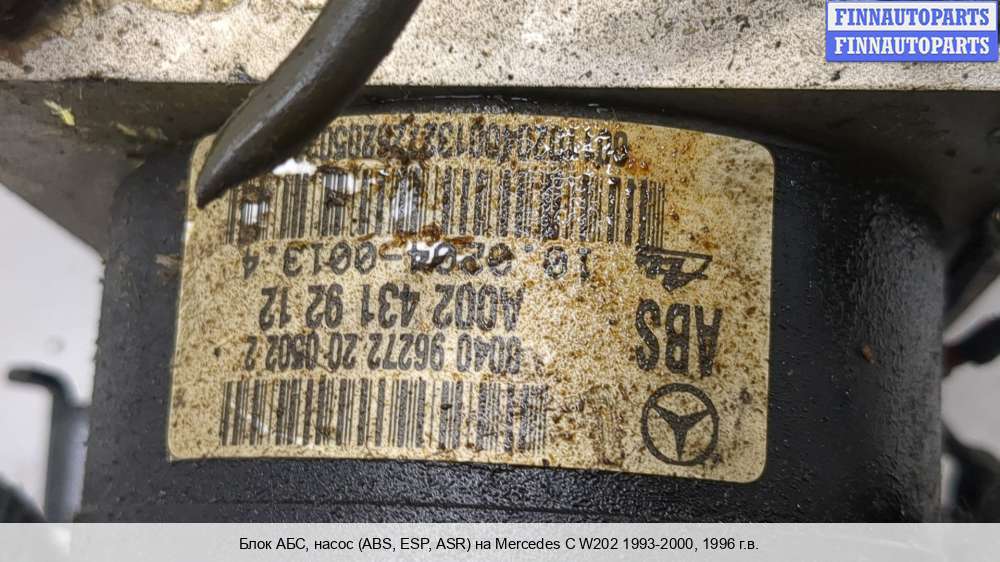 FINNAUTOPARTS
FINNAUTOPARTS
ABS
8040 96272 20 0502 2
A002 431 92 12
10.0204-0013.4
Блок АБС, насос (ABS, ESP, ASR) на Mercedes C W202 1993-2000, 1996 г.в.